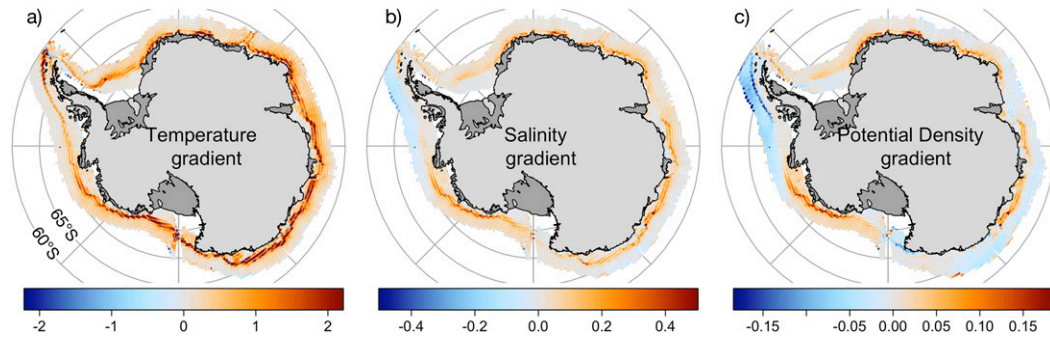 a)
Temperature
gradient
65°S
60°S
-2 -1 0 1 2
b)
Salinity
gradient
-0.4 -0.2 0.0 0.2 0.4
c)
Potential Density
gradient
-0.15 -0.05 0.00 0.05 0.10 0.15